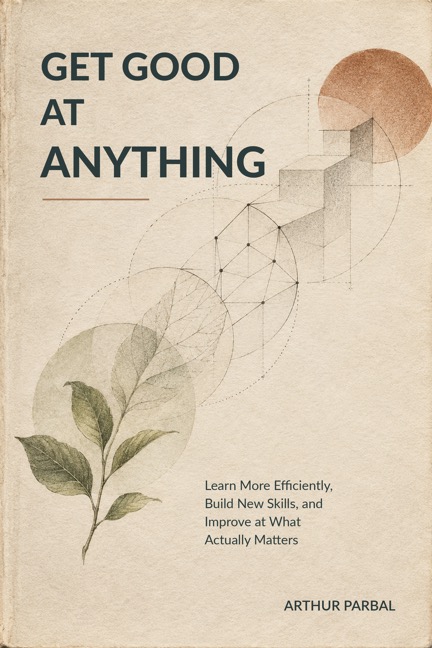 GET GOOD
AT
ANYTHING
Learn More Efficiently,
Build New Skills, and
Improve at What
Actually Matters
ARTHUR PARBAL